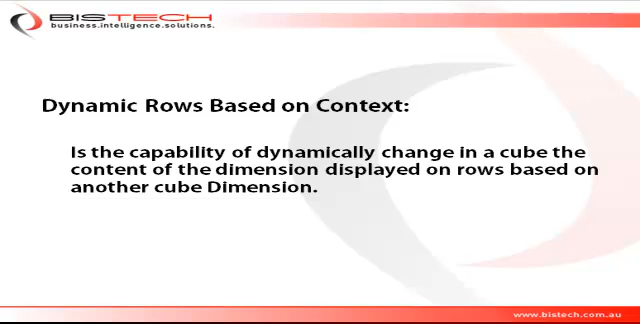 BISTECH
business.intelligence.solutions.
Dynamic Rows Based on Context:
Is the capability of dynamically change in a cube the
content of the dimension displayed on rows based on
another cube Dimension.
www.bistech.com.au